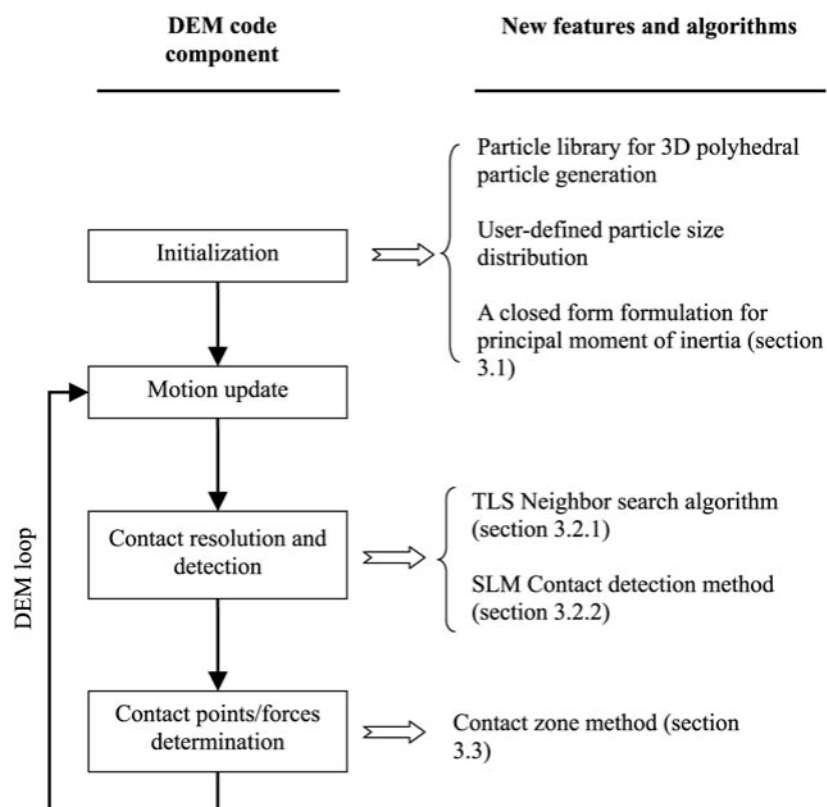 DEM code
component
New features and algorithms
Particle library for 3D polyhedral
particle generation
User-defined particle size
distribution
Initialization
A closed form formulation for
principal moment of inertia (section
3.1)
Motion update
TLS Neighbor search algorithm
(section 3.2.1)
Contact resolution and
detection
SLM Contact detection method
(section 3.2.2)
DEM loop
Contact points/forces
determination
Contact zone method (section
3.3)